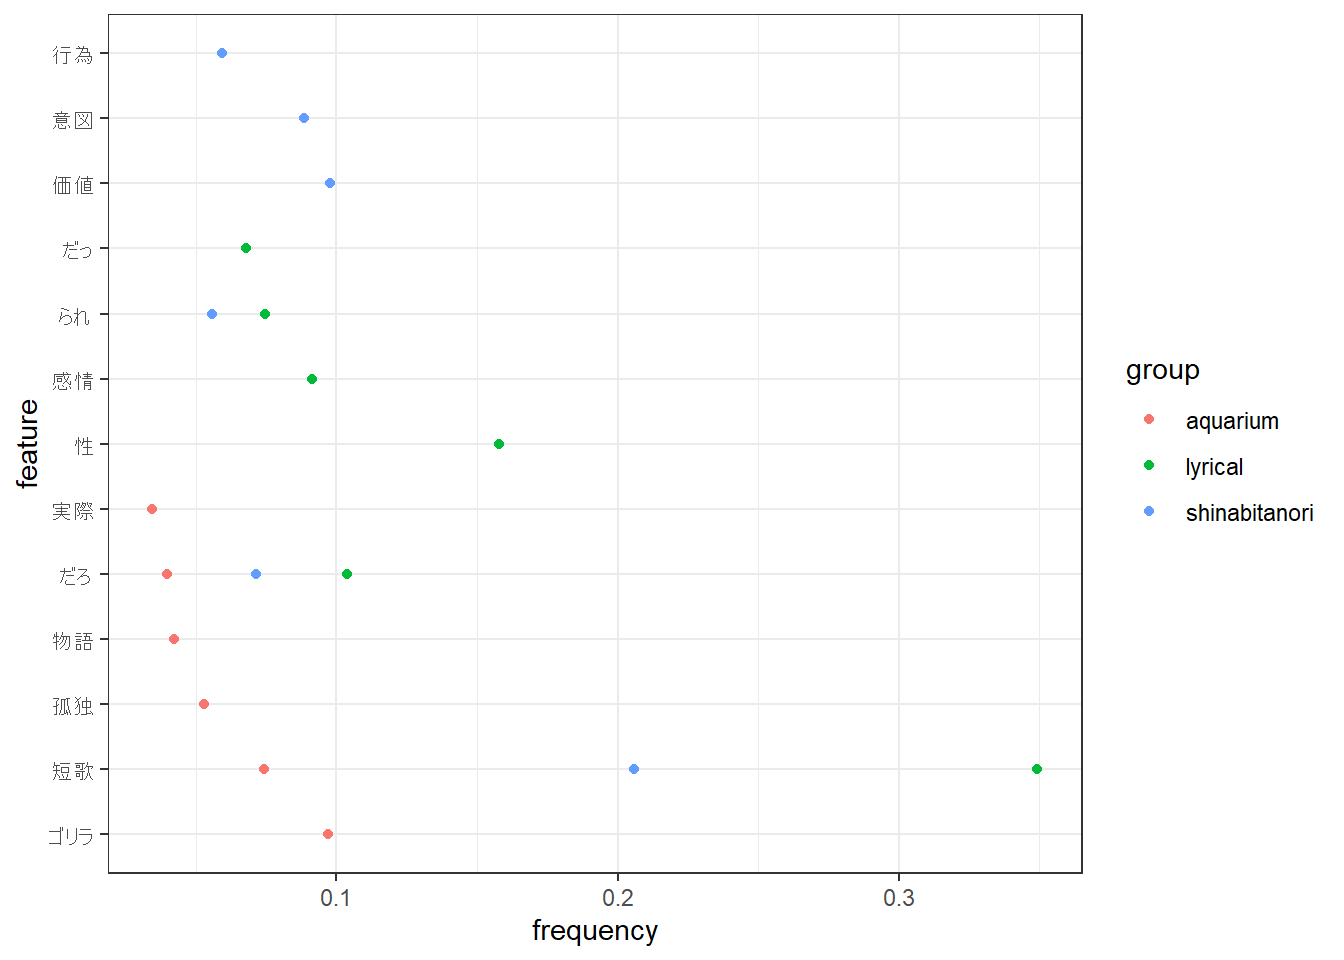 行為
意図
価値
だっ
られ
感情
性
実際
だろ
物語
孤独
短歌
ゴリラ
feature
0.1 0.2 0.3
frequency
group
aquarium
lyrical
shinabitanori